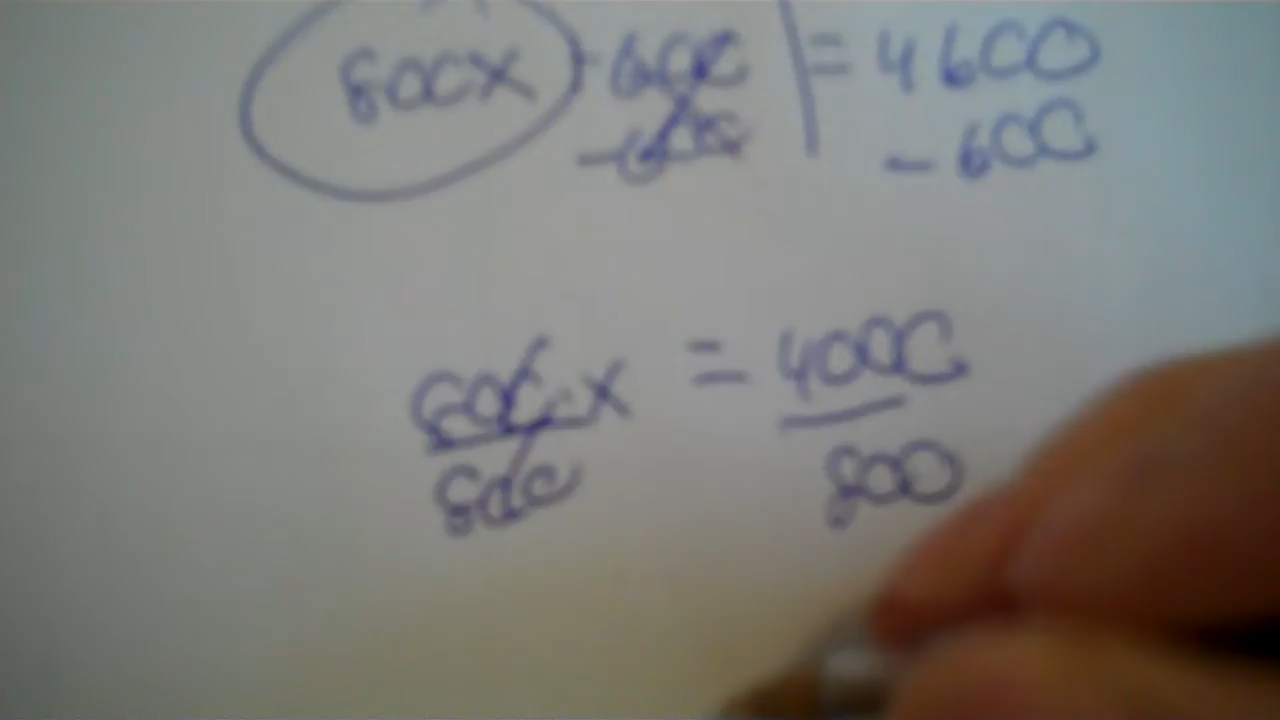 800x + 600 = 4600
-600 - 600
800x = 4000
800 800